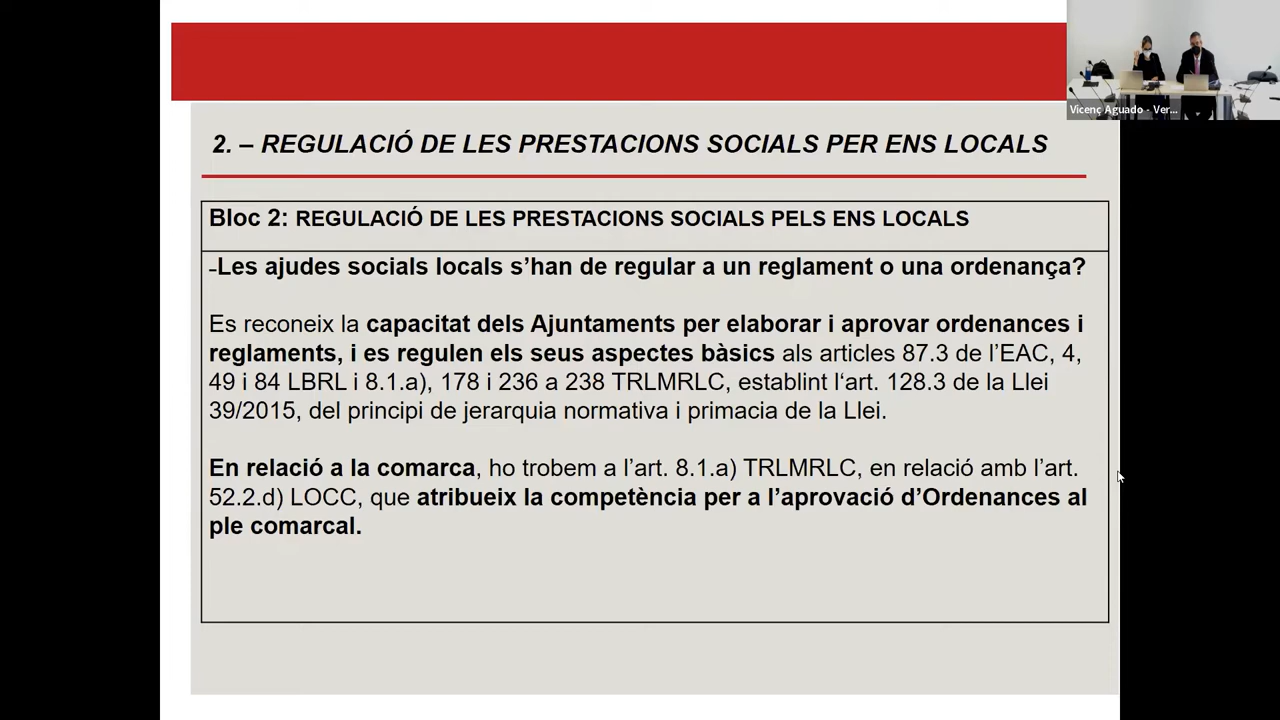 Vicenç Aguado - Ver...
2. – REGULACIÓ DE LES PRESTACIONS SOCIALS PER ENS LOCALS
Bloc 2: REGULACIÓ DE LES PRESTACIONS SOCIALS PELS ENS LOCALS
-Les ajudes socials locals s’han de regular a un reglament o una ordenança?
Es reconeix la capacitat dels Ajuntaments per elaborar i aprovar ordenances i
reglaments, i es regulen els seus aspectes bàsics als articles 87.3 de l’EAC, 4,
49 i 84 LBRL i 8.1.a), 178 i 236 a 238 TRLMRLC, establint l‘art. 128.3 de la Llei
39/2015, del principi de jerarquia normativa i primacia de la Llei.
En relació a la comarca, ho trobem a l’art. 8.1.a) TRLMRLC, en relació amb l’art.
52.2.d) LOCC, que atribueix la competència per a l’aprovació d’Ordenances al
ple comarcal.